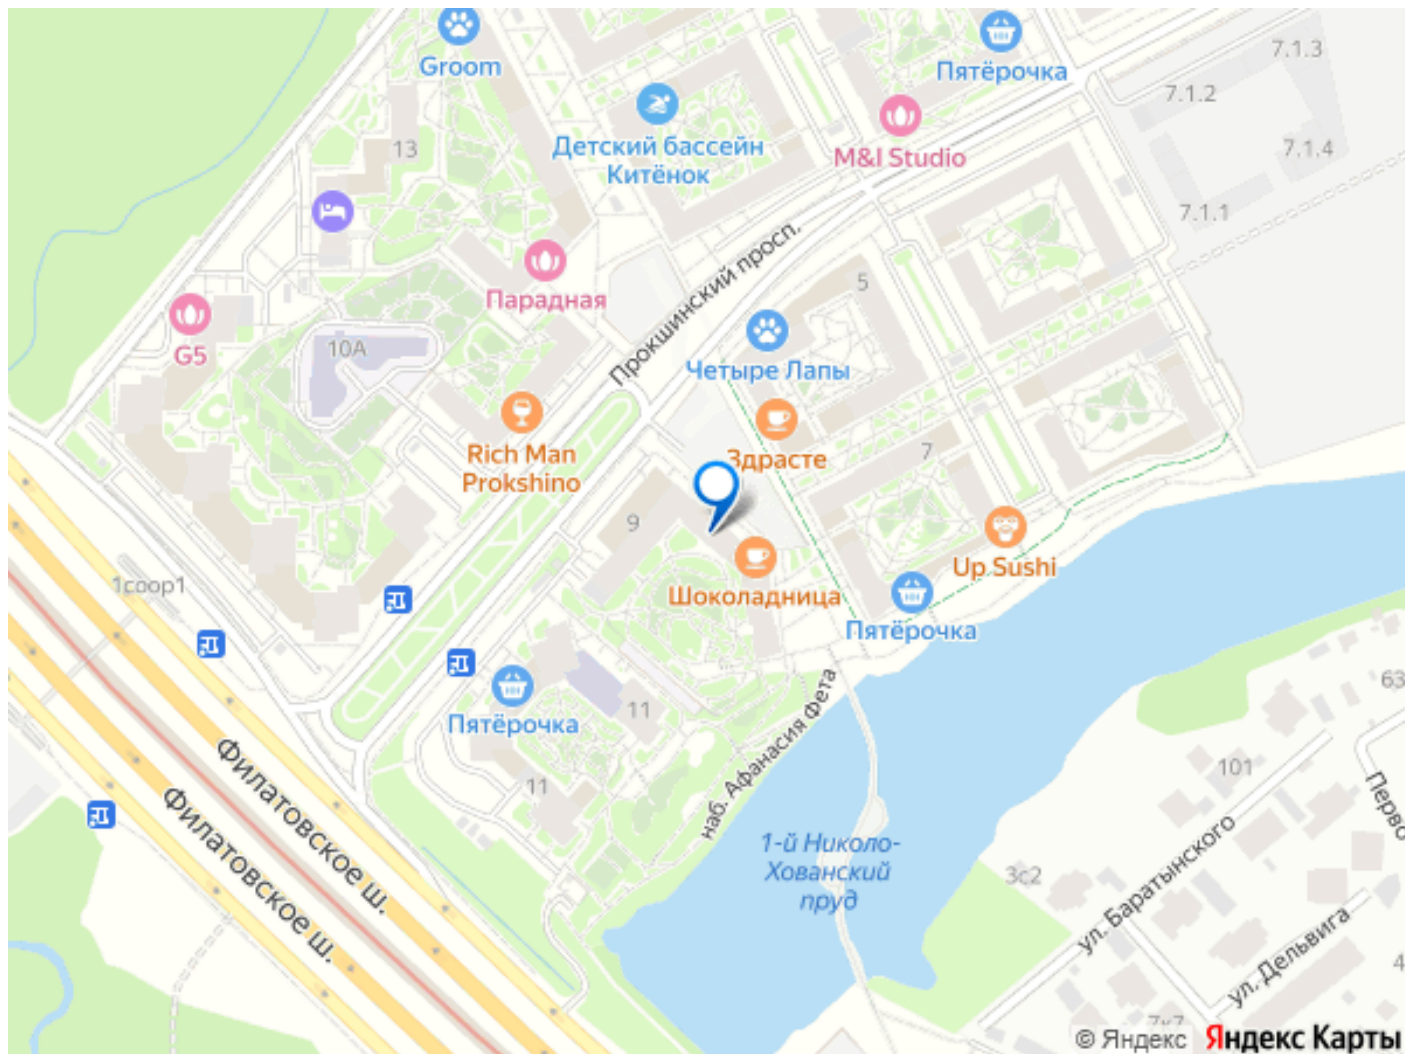 Groom
Пятёрочка
7.1.3
7.1.2
7.1.4
7.1.1
Детский бассейн
Китёнок
M&I Studio
13
Парадная
Прокшинский просп.
5
G5
10А
Четыре Лапы
Rich Man
Prokshino
Здрасте
7
9
Шоколадница
Up Sushi
Пятёрочка
1соор1
Пятёрочка
11
11
наб. Афанасия Фета
63
101
Перво
Филатовское ш.
Филатовское ш.
1-й Николо-
Хованский
пруд
3с2
ул. Баратынского
ул. Дельвига
4
7к7
© Яндекс Яндекс Карты